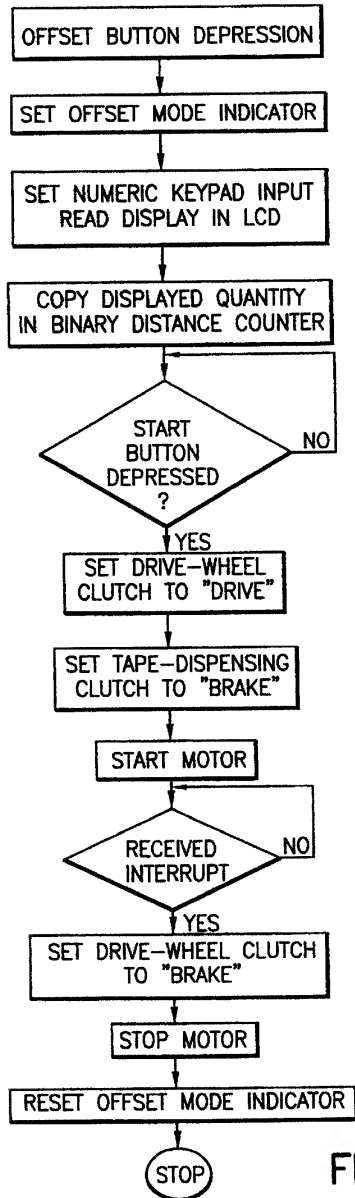 OFFSET BUTTON DEPRESSION
SET OFFSET MODE INDICATOR
SET NUMERIC KEYPAD INPUT
READ DISPLAY IN LCD
COPY DISPLAYED QUANTITY
IN BINARY DISTANCE COUNTER
START
BUTTON
DEPRESSED
?
NO
YES
SET DRIVE-WHEEL
CLUTCH TO "DRIVE"
SET TAPE-DISPENSING
CLUTCH TO "BRAKE"
START MOTOR
RECEIVED
INTERRUPT
NO
YES
SET DRIVE-WHEEL CLUTCH
TO "BRAKE"
STOP MOTOR
RESET OFFSET MODE INDICATOR
STOP